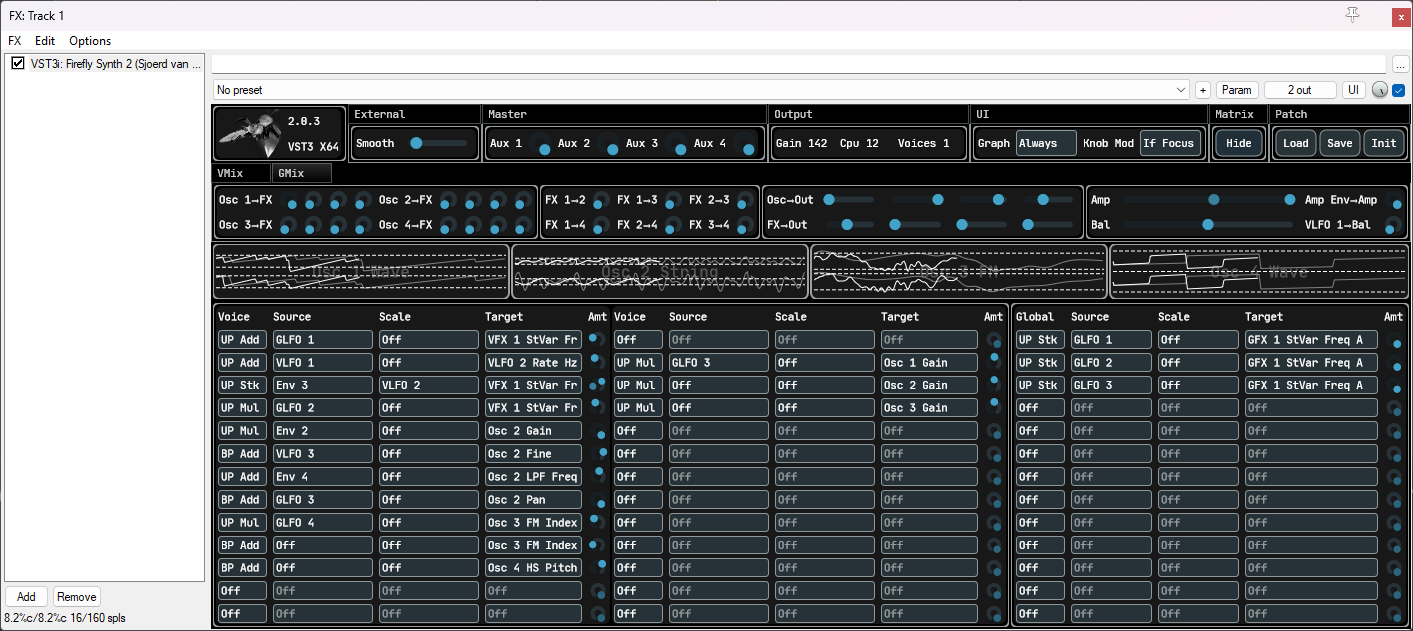 FX: Track 1
x
FX Edit Options
VST3i: Firefly Synth 2 (Sjoerd van ...
...
No preset + Param 2 out UI
2.0.3
VST3 X64
External Master Output UI Matrix Patch
Smooth Aux 1 Aux 2 Aux 3 Aux 4 Gain 142 Cpu 12 Voices 1 Graph Always Knob Mod If Focus Hide Load Save Init
VMix GMix
Osc 1→FX Osc 2→FX FX 1→2 FX 1→3 FX 2→3 Osc→Out Amp Amp Env→Amp
Osc 3→FX Osc 4→FX FX 1→4 FX 2→4 FX 3→4 FX→Out Bal VLFO 1→Bal
Osc 1 Wave Osc 2 String Osc 3 FM Osc 4 Wave
Voice Source Scale Target Amt Voice Source Scale Target Amt Global Source Scale Target Amt
UP Add GLFO 1 Off VFX 1 StVar Fr Off Off Off Off UP Stk GLFO 1 Off GFX 1 StVar Freq A
UP Add VLFO 1 Off VLFO 2 Rate Hz UP Mul GLFO 3 Off Osc 1 Gain UP Stk GLFO 2 Off GFX 1 StVar Freq A
UP Stk Env 3 VLFO 2 VFX 1 StVar Fr UP Mul Off Off Osc 2 Gain UP Stk GLFO 3 Off GFX 1 StVar Freq A
UP Mul GLFO 2 Off VFX 1 StVar Fr UP Mul Off Off Osc 3 Gain Off Off Off Off
UP Mul Env 2 Off Osc 2 Gain Off Off Off Off Off Off Off Off
BP Add VLFO 3 Off Osc 2 Fine Off Off Off Off Off Off Off Off
UP Add Env 4 Off Osc 2 LPF Freq Off Off Off Off Off Off Off Off
BP Add GLFO 3 Off Osc 2 Pan Off Off Off Off Off Off Off Off
UP Mul GLFO 4 Off Osc 3 FM Index Off Off Off Off Off Off Off Off
BP Add Off Off Osc 3 FM Index Off Off Off Off Off Off Off Off
BP Add Off Off Osc 4 HS Pitch Off Off Off Off Off Off Off Off
Off Off Off Off Off Off Off Off Off Off Off Off
Off Off Off Off Off Off Off Off Off Off Off Off
Add Remove
8.2%c/8.2%c 16/160 spls